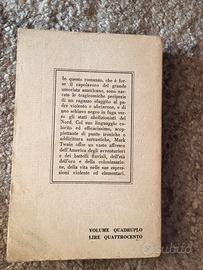 In questo romanzo, che è for-
se il capolavoro del grande
umorista americano, sono nar-
rate le tragicomiche peripezie
di un ragazzo sfuggito al pa-
dre violento e ubriacone, e di
uno schiavo negro in fuga ver-
so gli stati abolizionisti del
Nord. Col suo linguaggio co-
lorito ed efficacissimo, scop-
piettante di punte ironiche o
addirittura sarcastiche, Mark
Twain offre un vasto affresco
dell'America degli avventurieri
e dei battelli fluviali, dell'età
dell'oro e della colonizzazio-
ne, della vita nelle sue espres-
sioni violente ed elementari.
VOLUME QUADRUPLO
LIRE QUATTROCENTO
subito